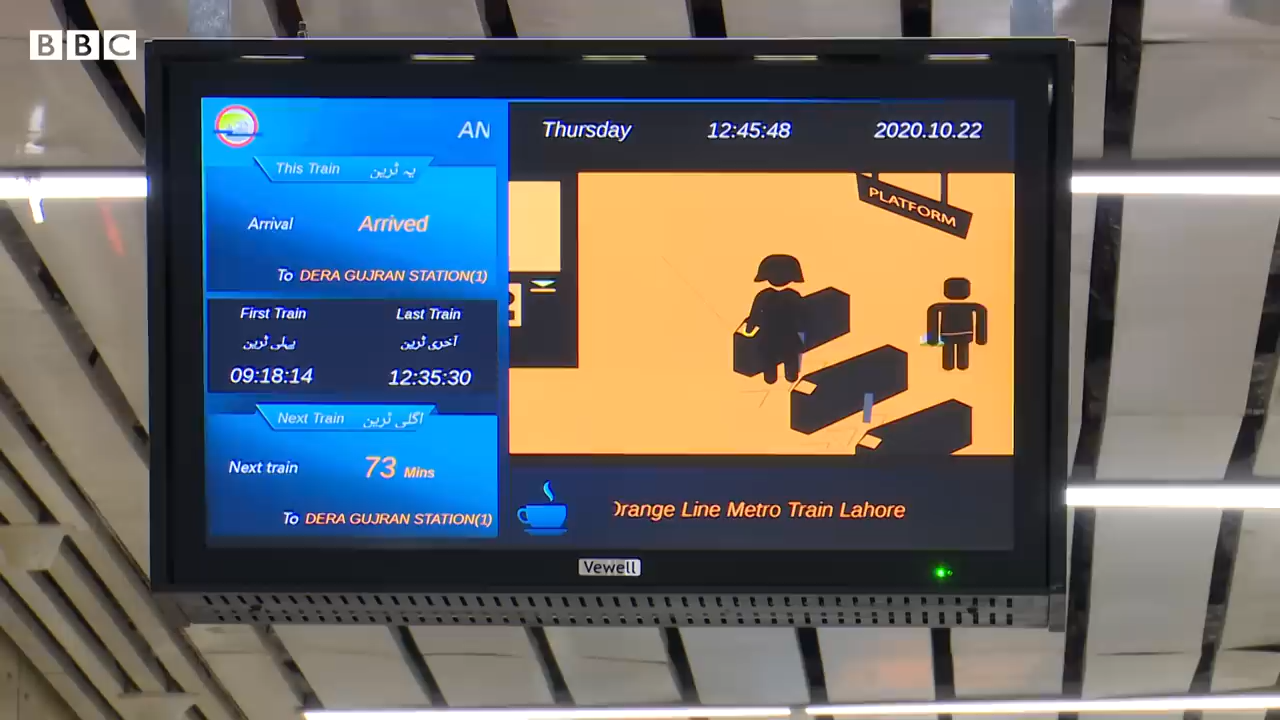 BBC
AN
Thursday 12:45:48 2020.10.22
This Train یہ ٹرین
Arrival Arrived
To DERA GUJRAN STATION(1)
First Train Last Train
پہلی ٹرین آخری ٹرین
09:18:14 12:35:30
Next Train اگلی ٹرین
Next train 73 Mins
To DERA GUJRAN STATION(1)
PLATFORM
Orange Line Metro Train Lahore
Vewell